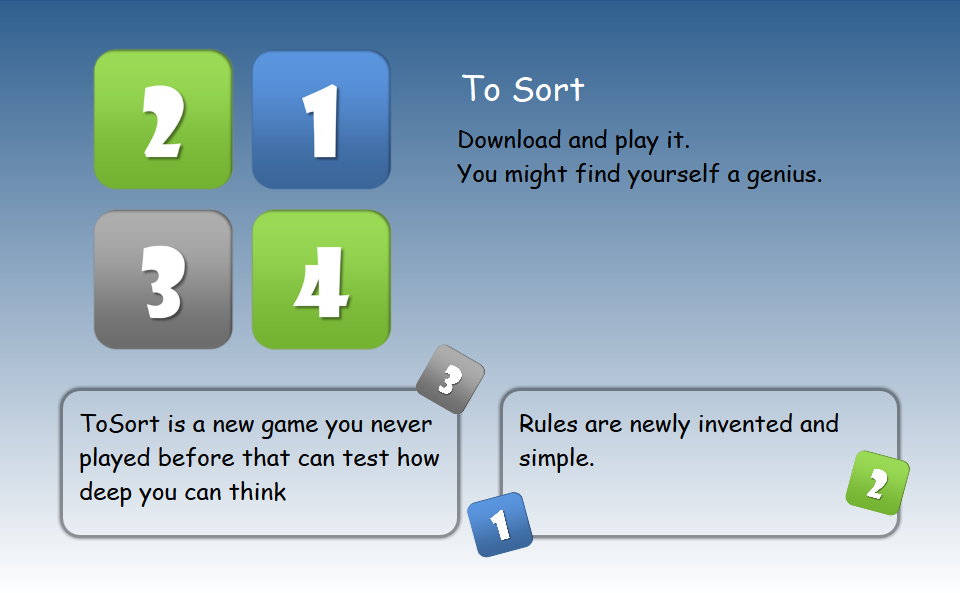 2 1
To Sort
Download and play it.
You might find yourself a genius.
3 4
3
ToSort is a new game you never
played before that can test how
deep you can think
Rules are newly invented and
simple.
2
1